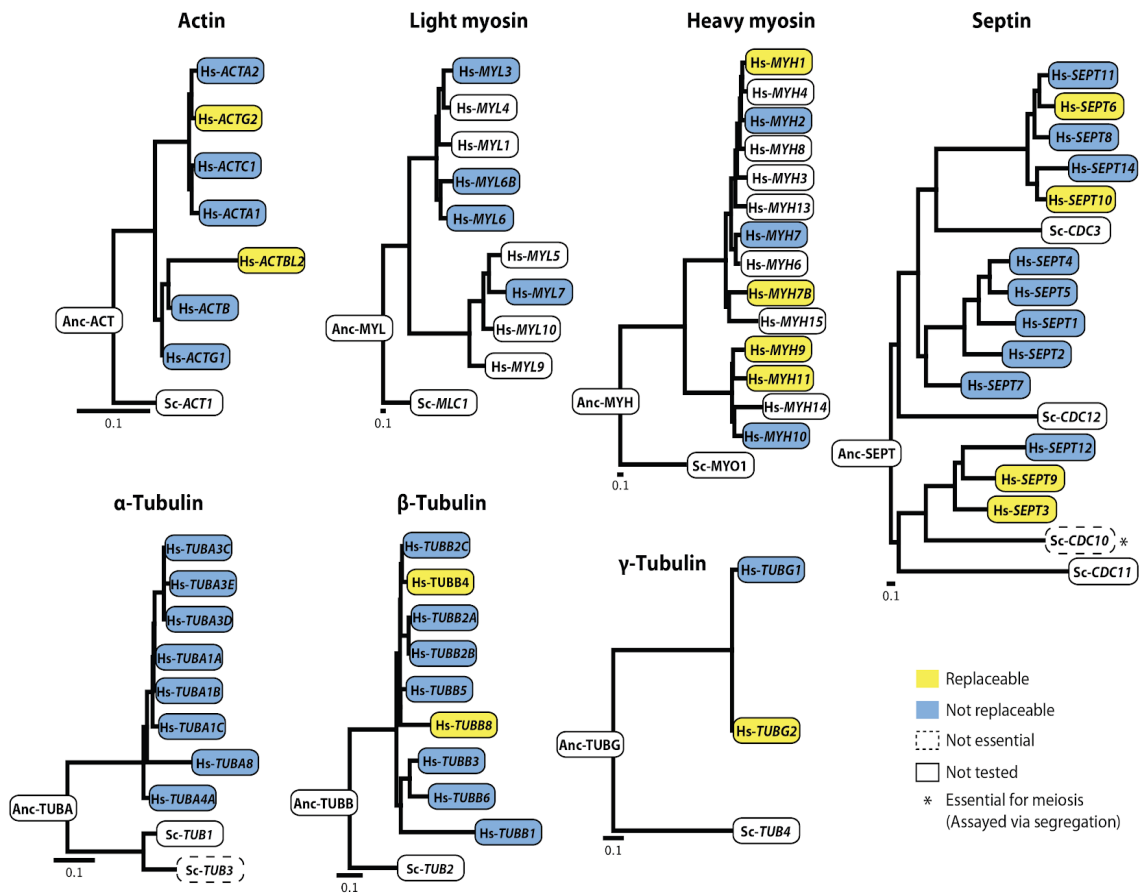 Actin
Hs-ACTA2
Hs-ACTG2
Hs-ACTC1
Hs-ACTA1
Hs-ACTBL2
Hs-ACTB
Hs-ACTG1
Anc-ACT
Sc-ACT1
0.1
Light myosin
Hs-MYL3
Hs-MYL4
Hs-MYL1
Hs-MYL6B
Hs-MYL6
Hs-MYL5
Hs-MYL7
Hs-MYL10
Hs-MYL9
Anc-MYL
Sc-MLC1
0.1
Heavy myosin
Hs-MYH1
Hs-MYH4
Hs-MYH2
Hs-MYH8
Hs-MYH3
Hs-MYH13
Hs-MYH7
Hs-MYH6
Hs-MYH7B
Hs-MYH15
Hs-MYH9
Hs-MYH11
Hs-MYH14
Hs-MYH10
Anc-MYH
Sc-MYO1
0.1
Septin
Hs-SEPT11
Hs-SEPT6
Hs-SEPT8
Hs-SEPT14
Hs-SEPT10
Sc-CDC3
Hs-SEPT4
Hs-SEPT5
Hs-SEPT1
Hs-SEPT2
Hs-SEPT7
Sc-CDC12
Anc-SEPT
Hs-SEPT12
Hs-SEPT9
Hs-SEPT3
Sc-CDC10 *
Sc-CDC11
0.1
α-Tubulin
Hs-TUBA3C
Hs-TUBA3E
Hs-TUBA3D
Hs-TUBA1A
Hs-TUBA1B
Hs-TUBA1C
Hs-TUBA8
Hs-TUBA4A
Anc-TUBA
Sc-TUB1
Sc-TUB3
0.1
β-Tubulin
Hs-TUBB2C
Hs-TUBB4
Hs-TUBB2A
Hs-TUBB2B
Hs-TUBB5
Hs-TUBB8
Hs-TUBB3
Hs-TUBB6
Hs-TUBB1
Anc-TUBB
Sc-TUB2
0.1
γ-Tubulin
Hs-TUBG1
Hs-TUBG2
Anc-TUBG
Sc-TUB4
0.1
Replaceable
Not replaceable
Not essential
Not tested
* Essential for meiosis
(Assayed via segregation)